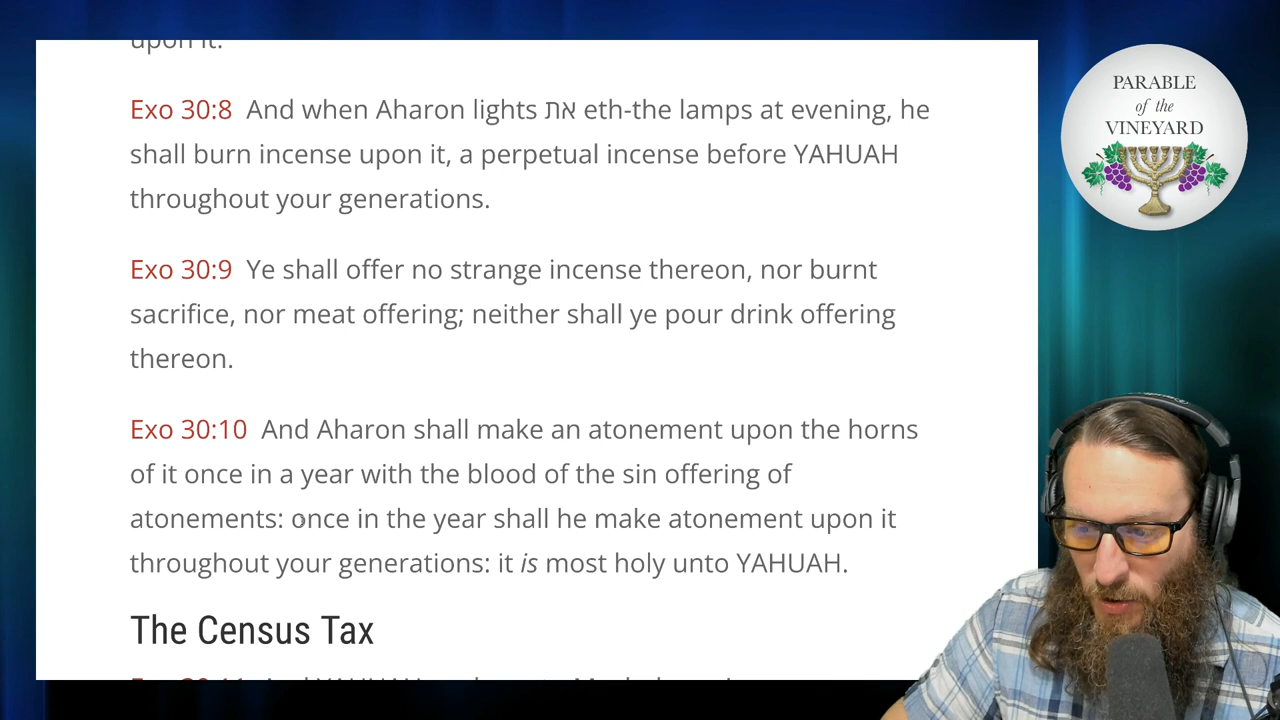 upon it.
Exo 30:8 And when Aharon lights את eth-the lamps at evening, he
shall burn incense upon it, a perpetual incense before YAHUAH
throughout your generations.
Exo 30:9 Ye shall offer no strange incense thereon, nor burnt
sacrifice, nor meat offering; neither shall ye pour drink offering
thereon.
Exo 30:10 And Aharon shall make an atonement upon the horns
of it once in a year with the blood of the sin offering of
atonements: once in the year shall he make atonement upon it
throughout your generations: it is most holy unto YAHUAH.
The Census Tax
PARABLE
of the
VINEYARD